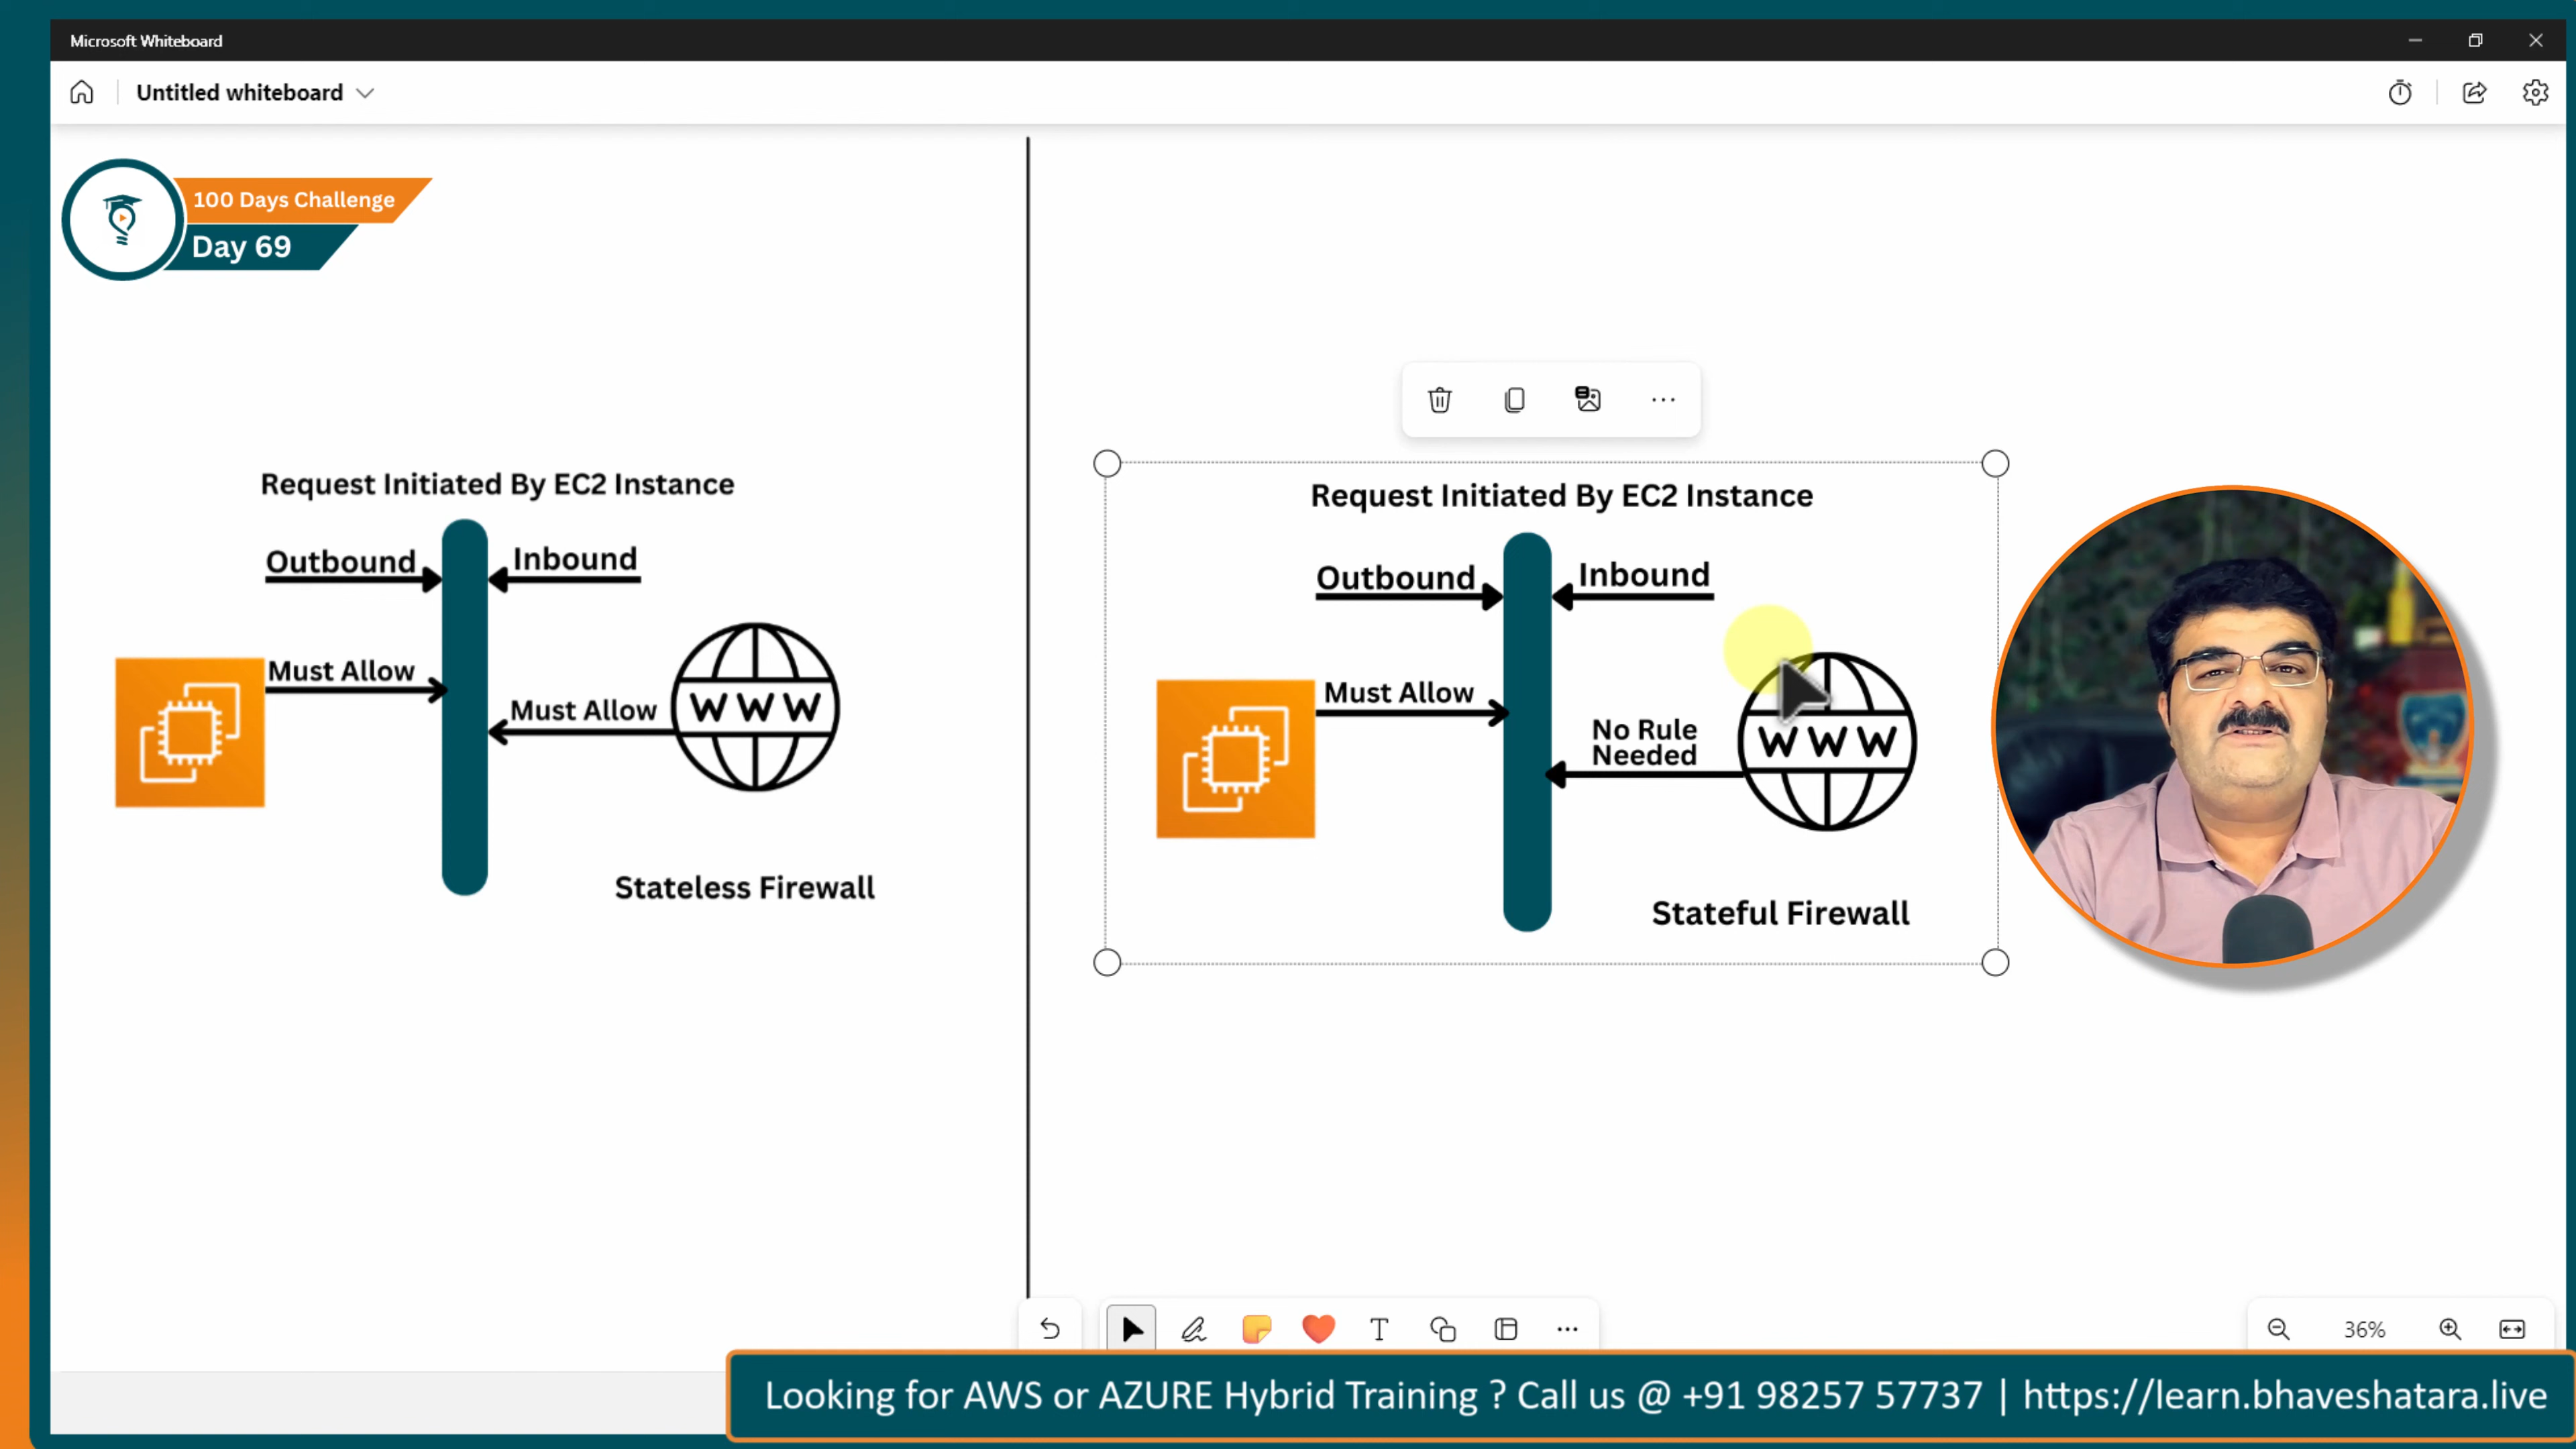 Microsoft Whiteboard
Untitled whiteboard
100 Days Challenge
Day 69
Request Initiated By EC2 Instance
Outbound
Inbound
Must Allow
Must Allow
WWW
Stateless Firewall
Request Initiated By EC2 Instance
Outbound
Inbound
Must Allow
No Rule
Needed
WWW
Stateful Firewall
36%
Looking for AWS or AZURE Hybrid Training ? Call us @ +91 98257 57737 | https://learn.bhaveshatara.live